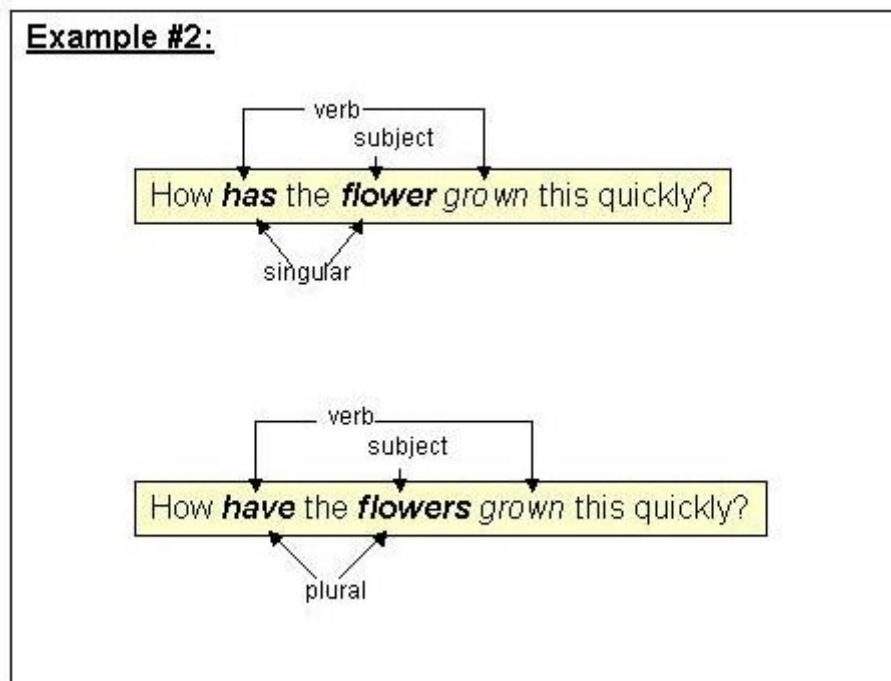 Example #2:
verb
subject
How has the flower grown this quickly?
singular
verb
subject
How have the flowers grown this quickly?
plural